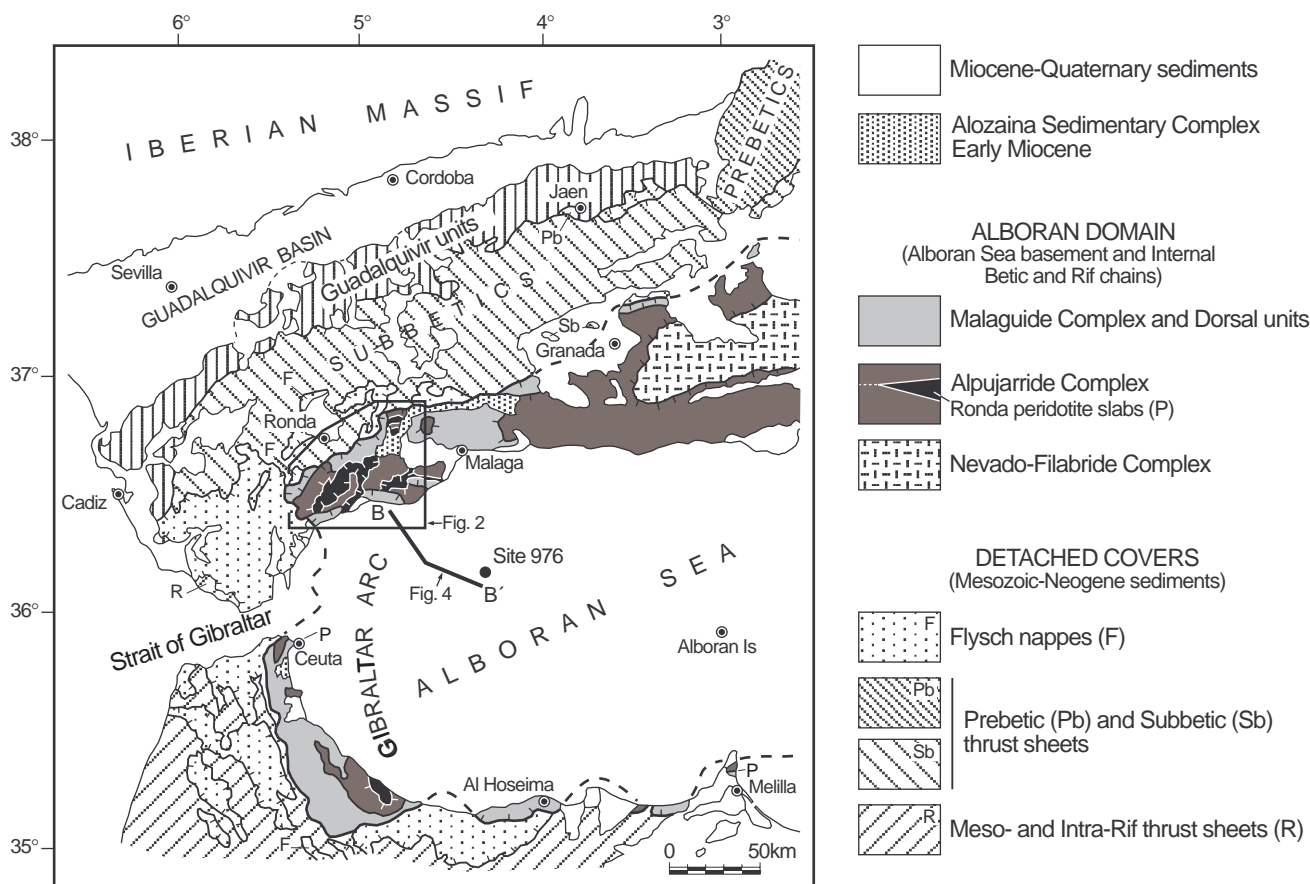 6°
5°
4°
3°
38°
37°
36°
35°
IBERIAN MASSIF
PREBETICS
Cordoba
Jaen
Pb
Guadalquivir units
GUADALQUIVIR BASIN
Sevilla
SUBBETICS
Sb
Granada
F
Ronda
F
Malaga
Cadiz
B
Fig. 2
Site 976
Fig. 4
B´
R
GIBRALTAR ARC
ALBORAN SEA
Strait of Gibraltar
P
Ceuta
Alboran Is
Al Hoseima
P
Melilla
F
0 50km
Miocene-Quaternary sediments
Alozaina Sedimentary Complex
Early Miocene
ALBORAN DOMAIN
(Alboran Sea basement and Internal
Betic and Rif chains)
Malaguide Complex and Dorsal units
Alpujarride Complex
Ronda peridotite slabs (P)
Nevado-Filabride Complex
DETACHED COVERS
(Mesozoic-Neogene sediments)
F
Flysch nappes (F)
Pb
Sb
Prebetic (Pb) and Subbetic (Sb)
thrust sheets
R
Meso- and Intra-Rif thrust sheets (R)